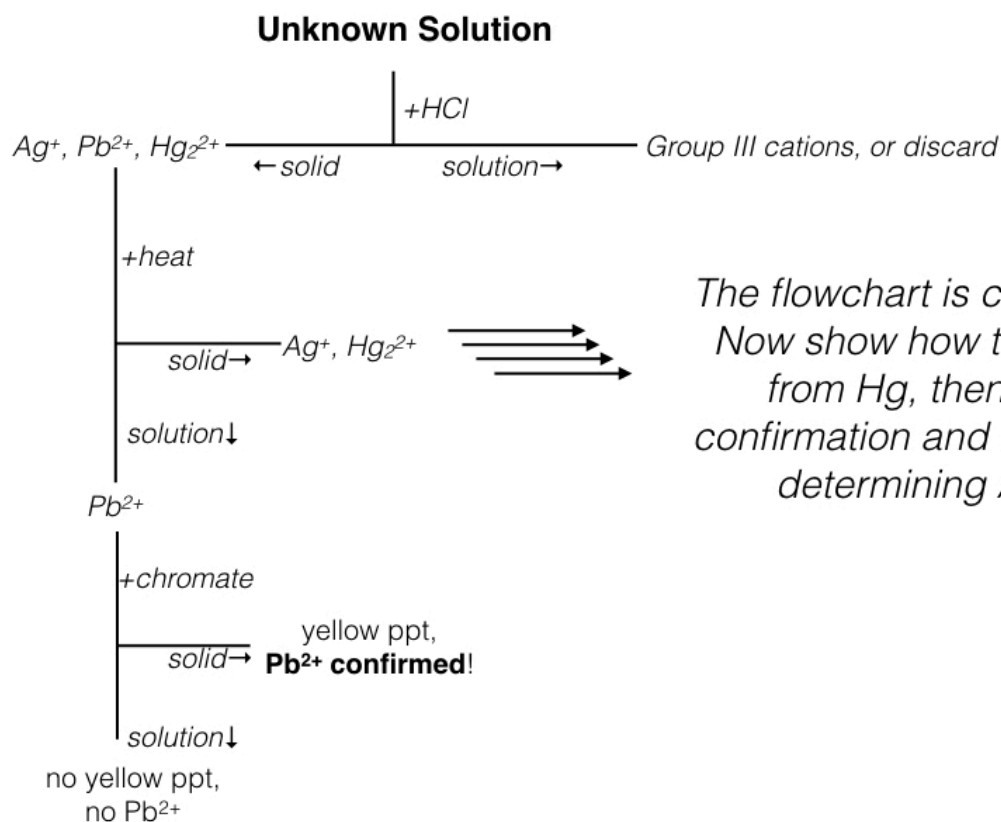 Unknown Solution
+HCl
Ag⁺, Pb²⁺, Hg₂²⁺
←solid
solution→
Group III cations, or discard
+heat
solid→
Ag⁺, Hg₂²⁺
The flowchart is
Now show how
from Hg, then
confirmation and
determining
solution↓
Pb²⁺
+chromate
yellow ppt,
solid→
Pb²⁺ confirmed!
solution↓
no yellow ppt,
no Pb²⁺